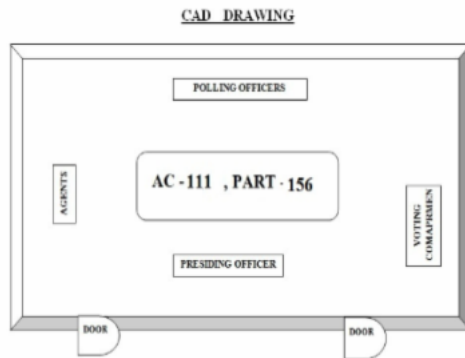 CAD DRAWING
POLLING OFFICERS
AGENTS
AC -111 , PART - 156
VOTING
COMAPRMEN
PRESIDING OFFICER
DOOR
DOOR